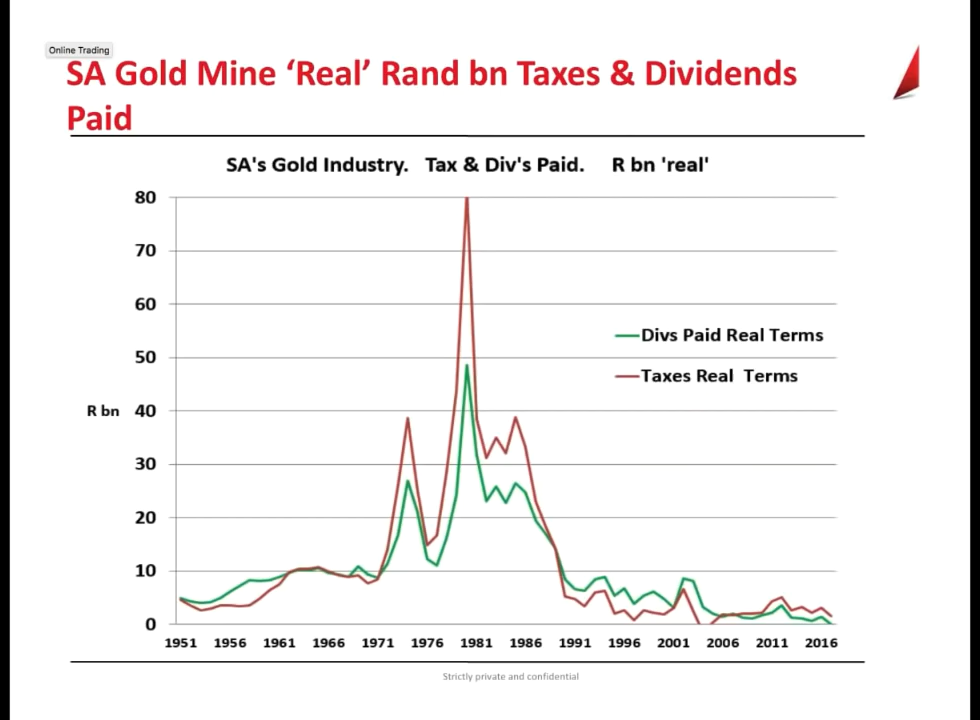 Online Trading
SA Gold Mine ‘Real’ Rand bn Taxes & Dividends
Paid
SA's Gold Industry. Tax & Div's Paid. R bn 'real'
80
70
60
50
R bn 40
30
20
10
0
Divs Paid Real Terms
Taxes Real Terms
1951 1956 1961 1966 1971 1976 1981 1986 1991 1996 2001 2006 2011 2016
Strictly private and confidential